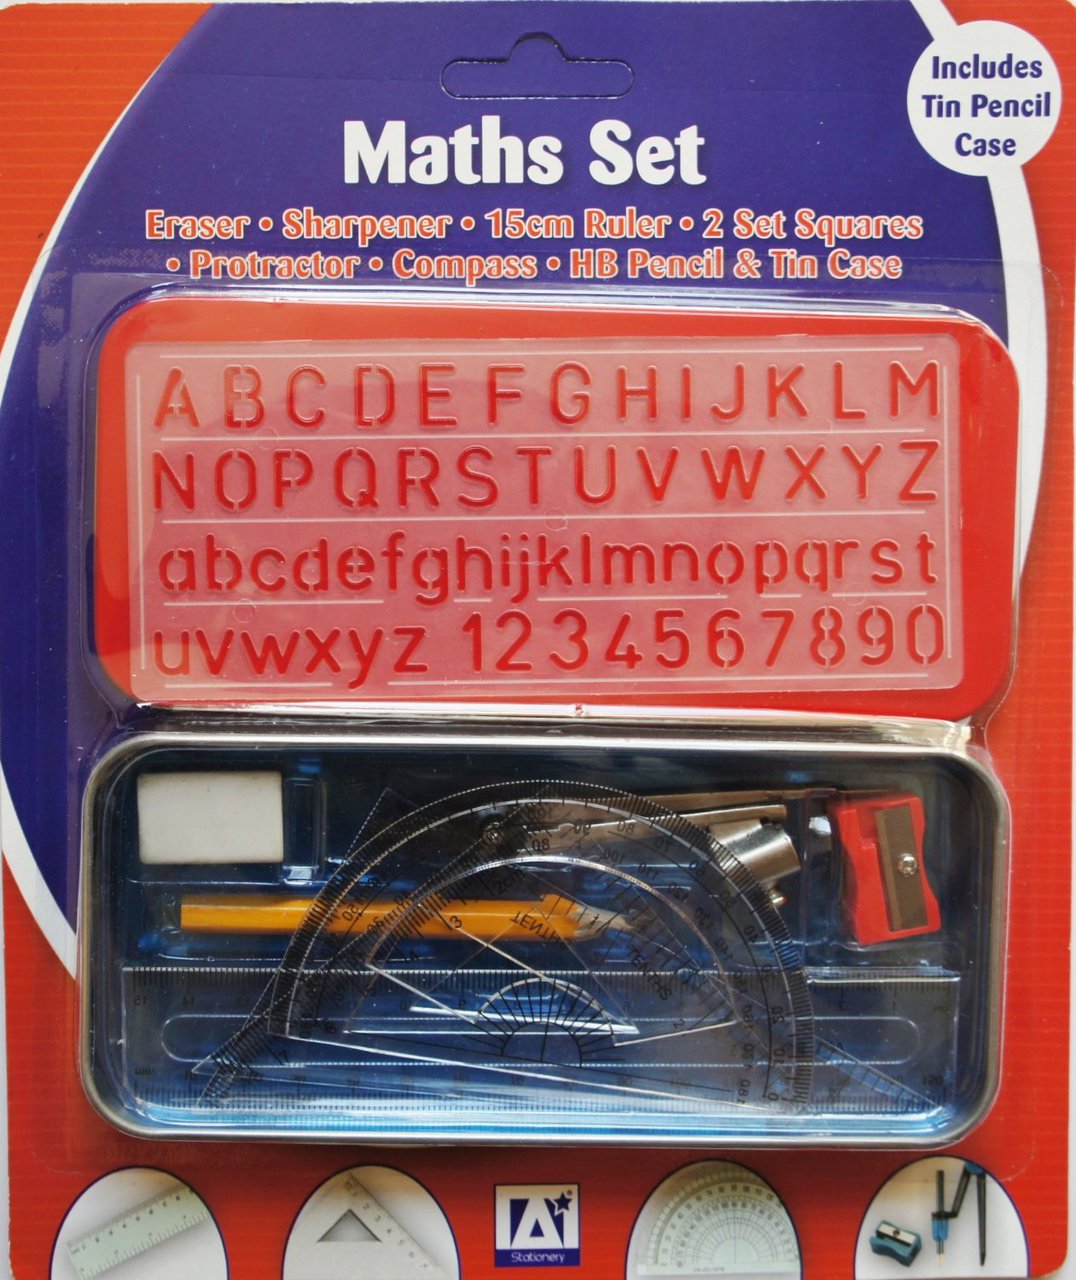 Includes
Tin Pencil
Case
Maths Set
Eraser • Sharpener • 15cm Ruler • 2 Set Squares
• Protractor • Compass • HB Pencil & Tin Case
ABCDEFGHIJKLM
NOPQRSTUVWXYZ
abcdefghijklmnopqrst
uvwxyz 1234567890
TENTHS
Stationery